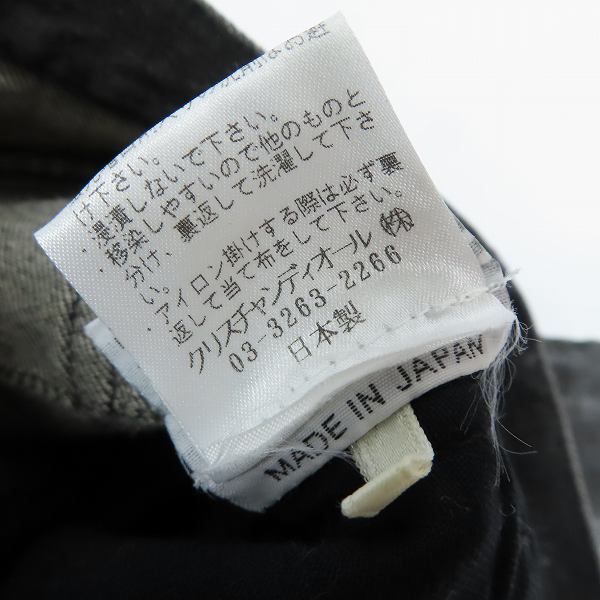 け下さい。
・浸漬しないで下さい。
・移染しやすいので他のものと
分け、裏返して洗濯して下さ
い。
・アイロン掛けする際は必ず裏
返して当て布をして下さい。
クリスチャンディオール㈱
03-3263-2266
日本製
MADE IN JAPAN